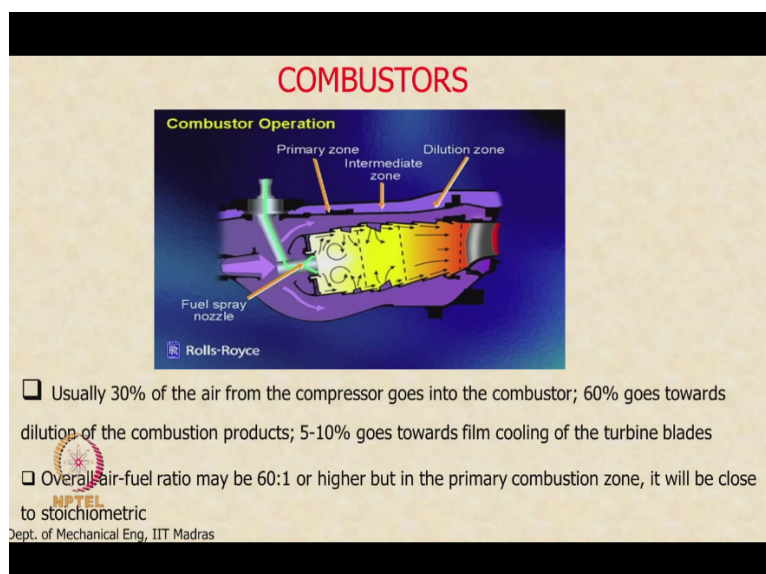 COMBUSTORS
Combustor Operation
Primary zone
Intermediate
zone
Dilution zone
Fuel spray
nozzle
Rolls-Royce
Usually 30% of the air from the compressor goes into the combustor; 60% goes towards
dilution of the combustion products; 5-10% goes towards film cooling of the turbine blades
Overall air-fuel ratio may be 60:1 or higher but in the primary combustion zone, it will be close
to stoichiometric
NPTEL
Dept. of Mechanical Eng, IIT Madras